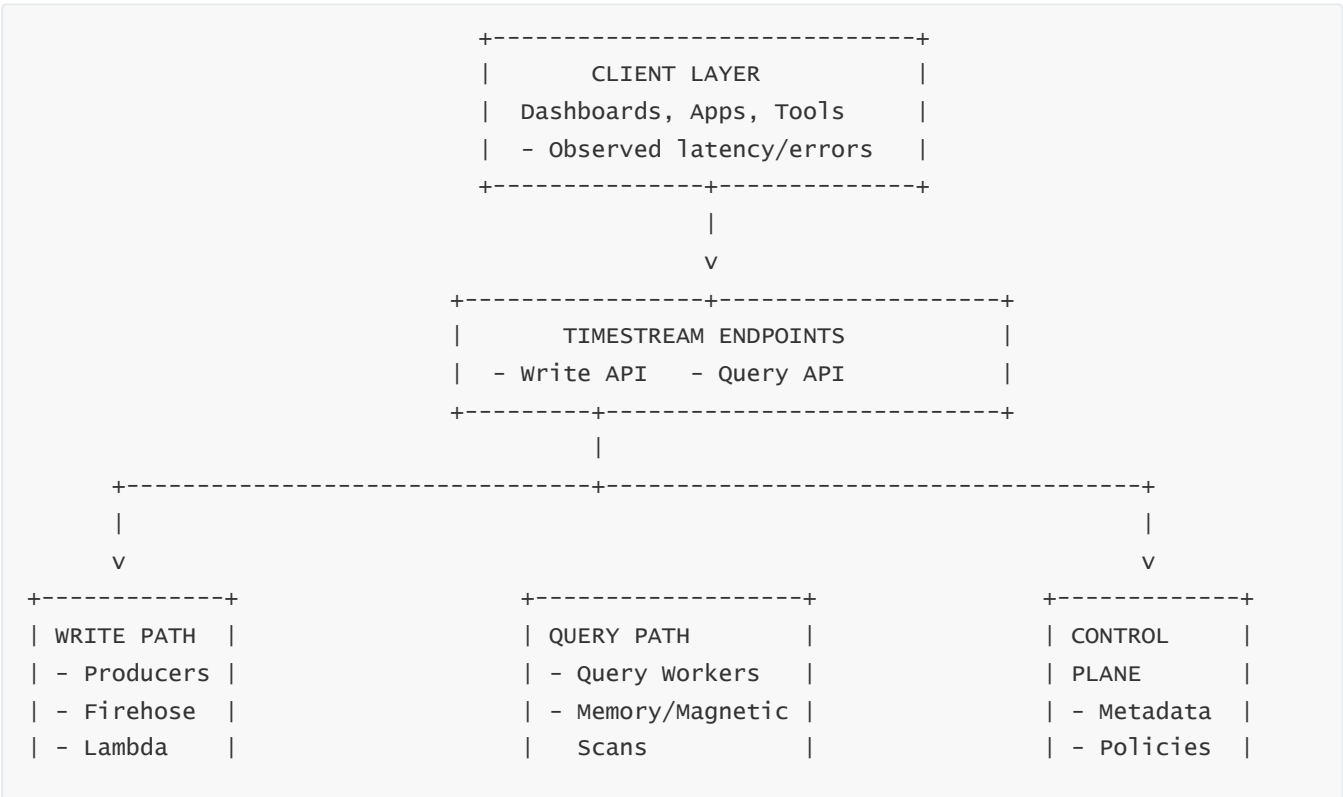 +------------------------------+
|       CLIENT LAYER           |
|  Dashboards, Apps, Tools     |
|  - Observed latency/errors   |
+---------------+--------------+
|
v
+-----------------+--------------------+
|       TIMESTREAM ENDPOINTS           |
|  - Write API   - Query API           |
+---------+----------------------------+
|
+---------------------------------+--------------------------------------+
|                                                                        |
v                                                                        v
+-------------+                    +-------------------+                +-------------+
| WRITE PATH  |                    | QUERY PATH        |                | CONTROL     |
| - Producers |                    | - Query Workers   |                | PLANE       |
| - Firehose  |                    | - Memory/Magnetic |                | - Metadata  |
| - Lambda    |                    |   Scans           |                | - Policies  |